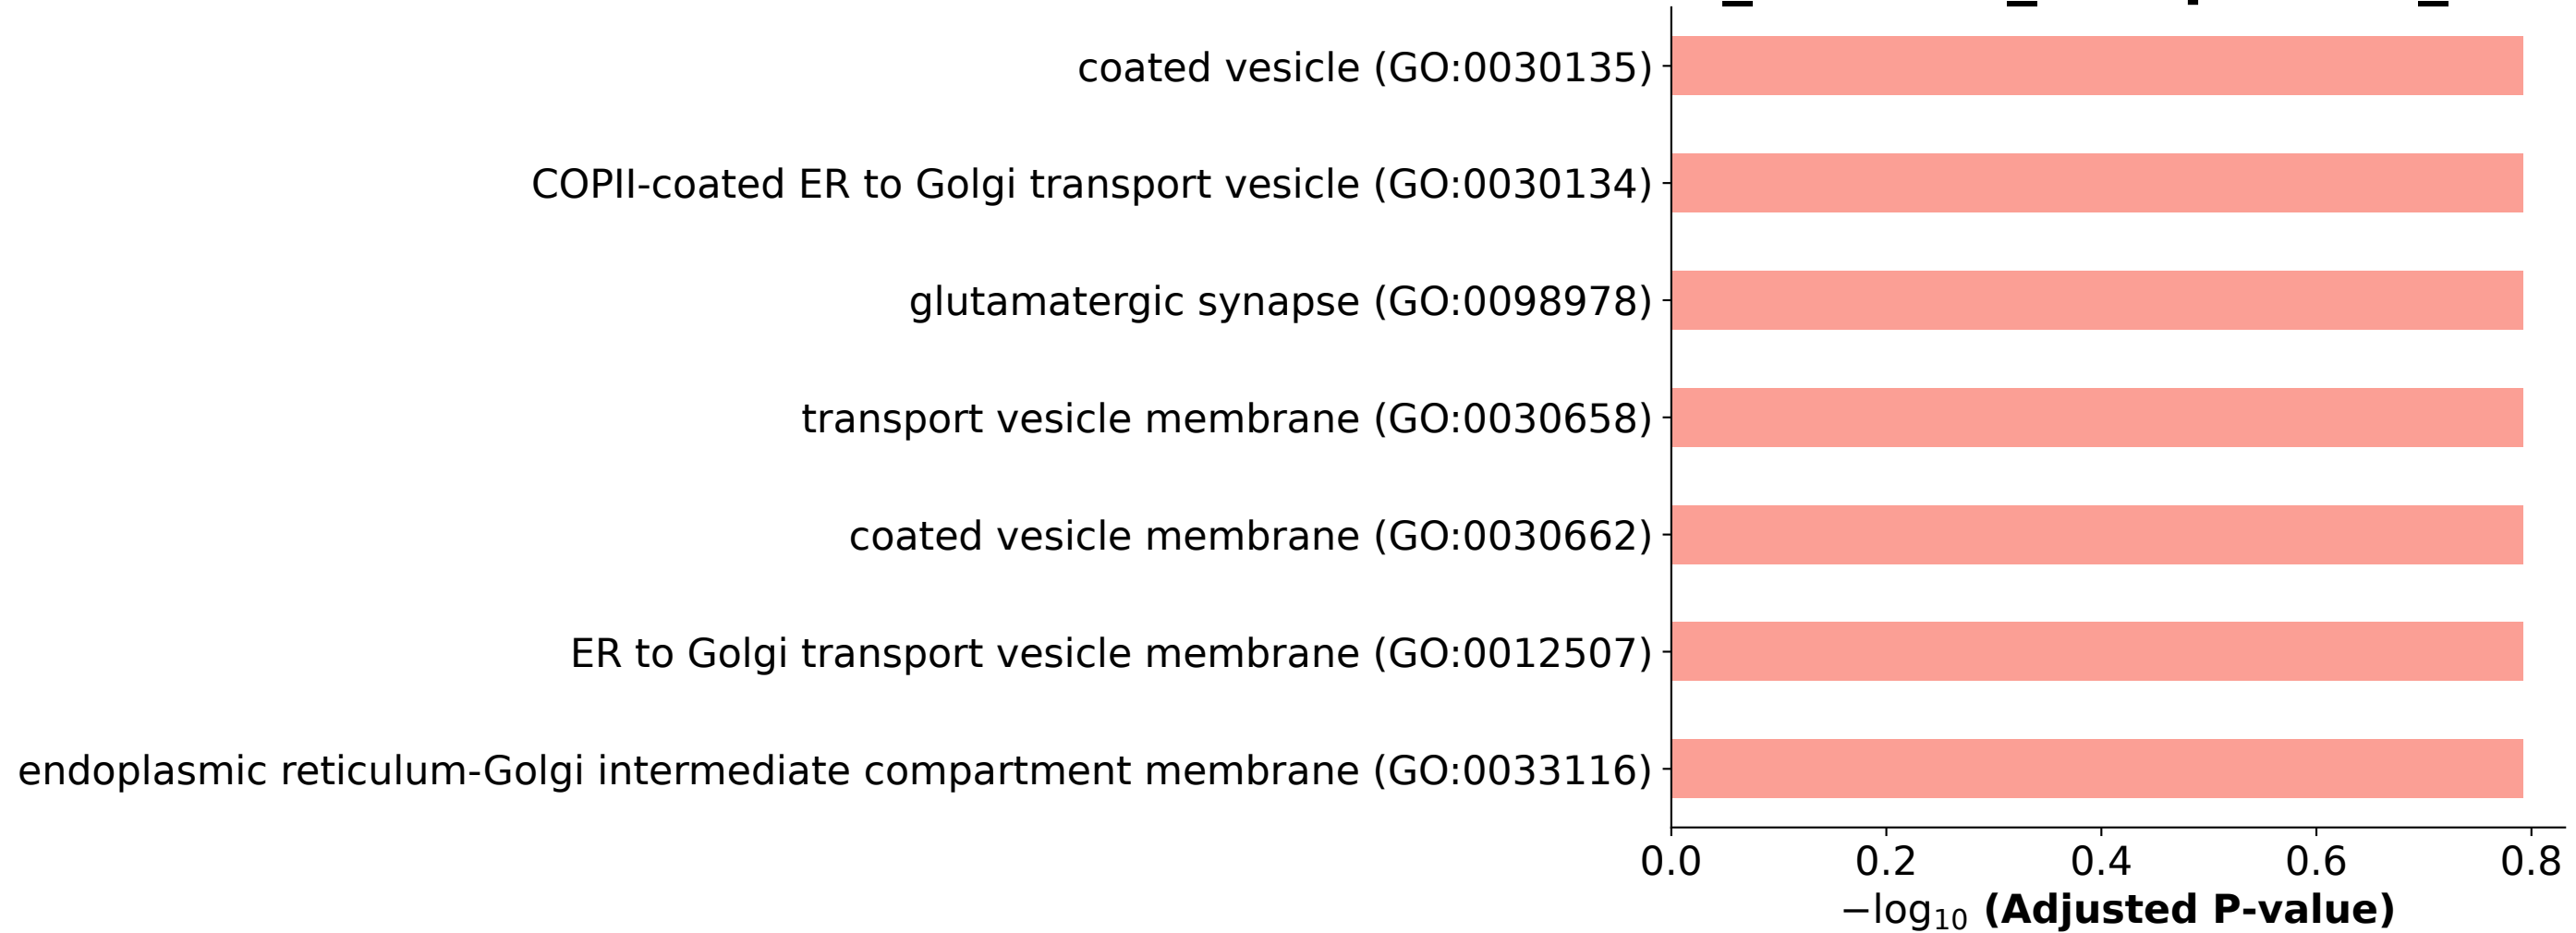 coated vesicle (GO:0030135)
COPII-coated ER to Golgi transport vesicle (GO:0030134)
glutamatergic synapse (GO:0098978)
transport vesicle membrane (GO:0030658)
coated vesicle membrane (GO:0030662)
ER to Golgi transport vesicle membrane (GO:0012507)
endoplasmic reticulum-Golgi intermediate compartment membrane (GO:0033116)
0.0 0.2 0.4 0.6 0.8
−log₁₀ (Adjusted P-value)